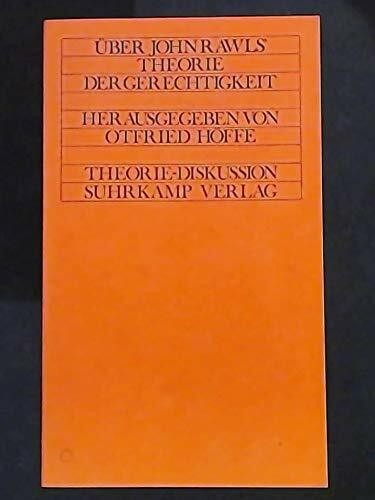 ÜBER JOHN RAWLS'
THEORIE
DER GERECHTIGKEIT
HERAUSGEGEBEN VON
OTFRIED HÖFFE
THEORIE-DISKUSSION
SUHRKAMP VERLAG